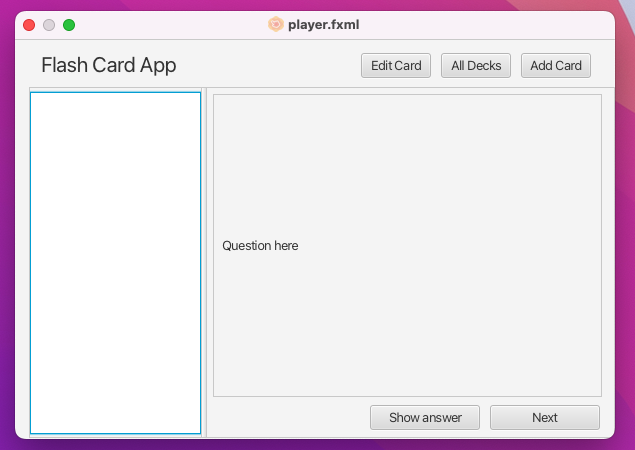 player.fxml
Flash Card App
Edit Card
All Decks
Add Card
Question here
Show answer
Next